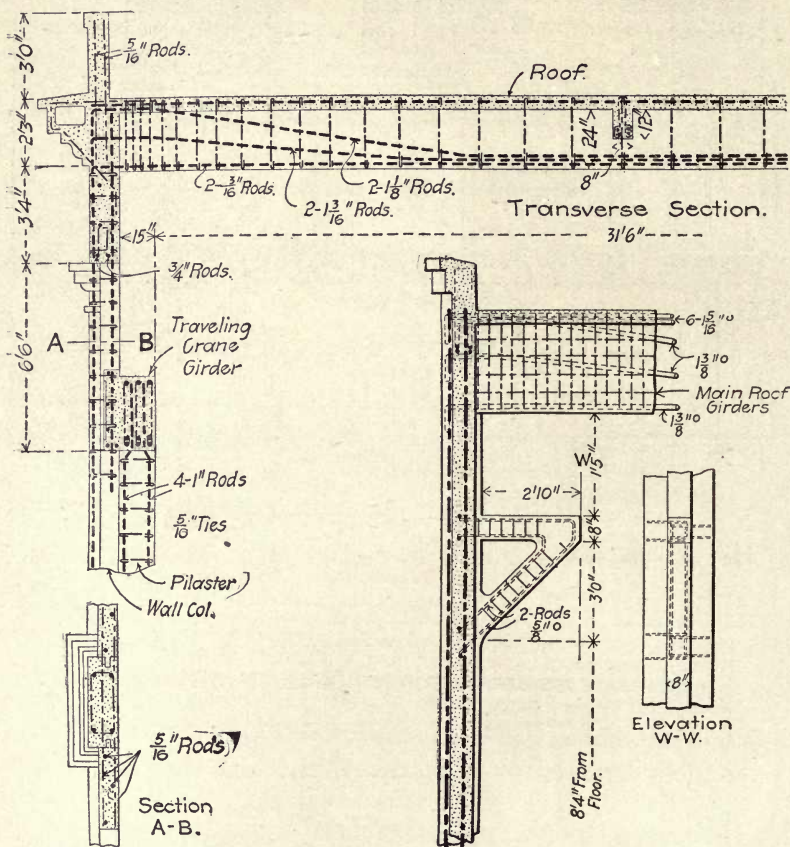 5/16" Rods.
3'0"
Roof.
2'3"
24"
12"
8"
2-3/16" Rods.
2-1 1/8" Rods.
2-1 3/16" Rods.
Transverse Section.
3'4"
15"
31'6"
3/4" Rods.
A
B
Traveling
Crane
Girder
6'6"
6-1 5/16" o
1 3/8" o
Main Roof
Girders
1 3/8" o
W
1'5"
2'10"
8"
3'0"
4-1" Rods
5/16" Ties
Pilaster
Wall Col.
2-Rods
5/8" o
8"
Elevation
W-W.
8'4" From
Floor.
5/16" Rods
Section
A-B.